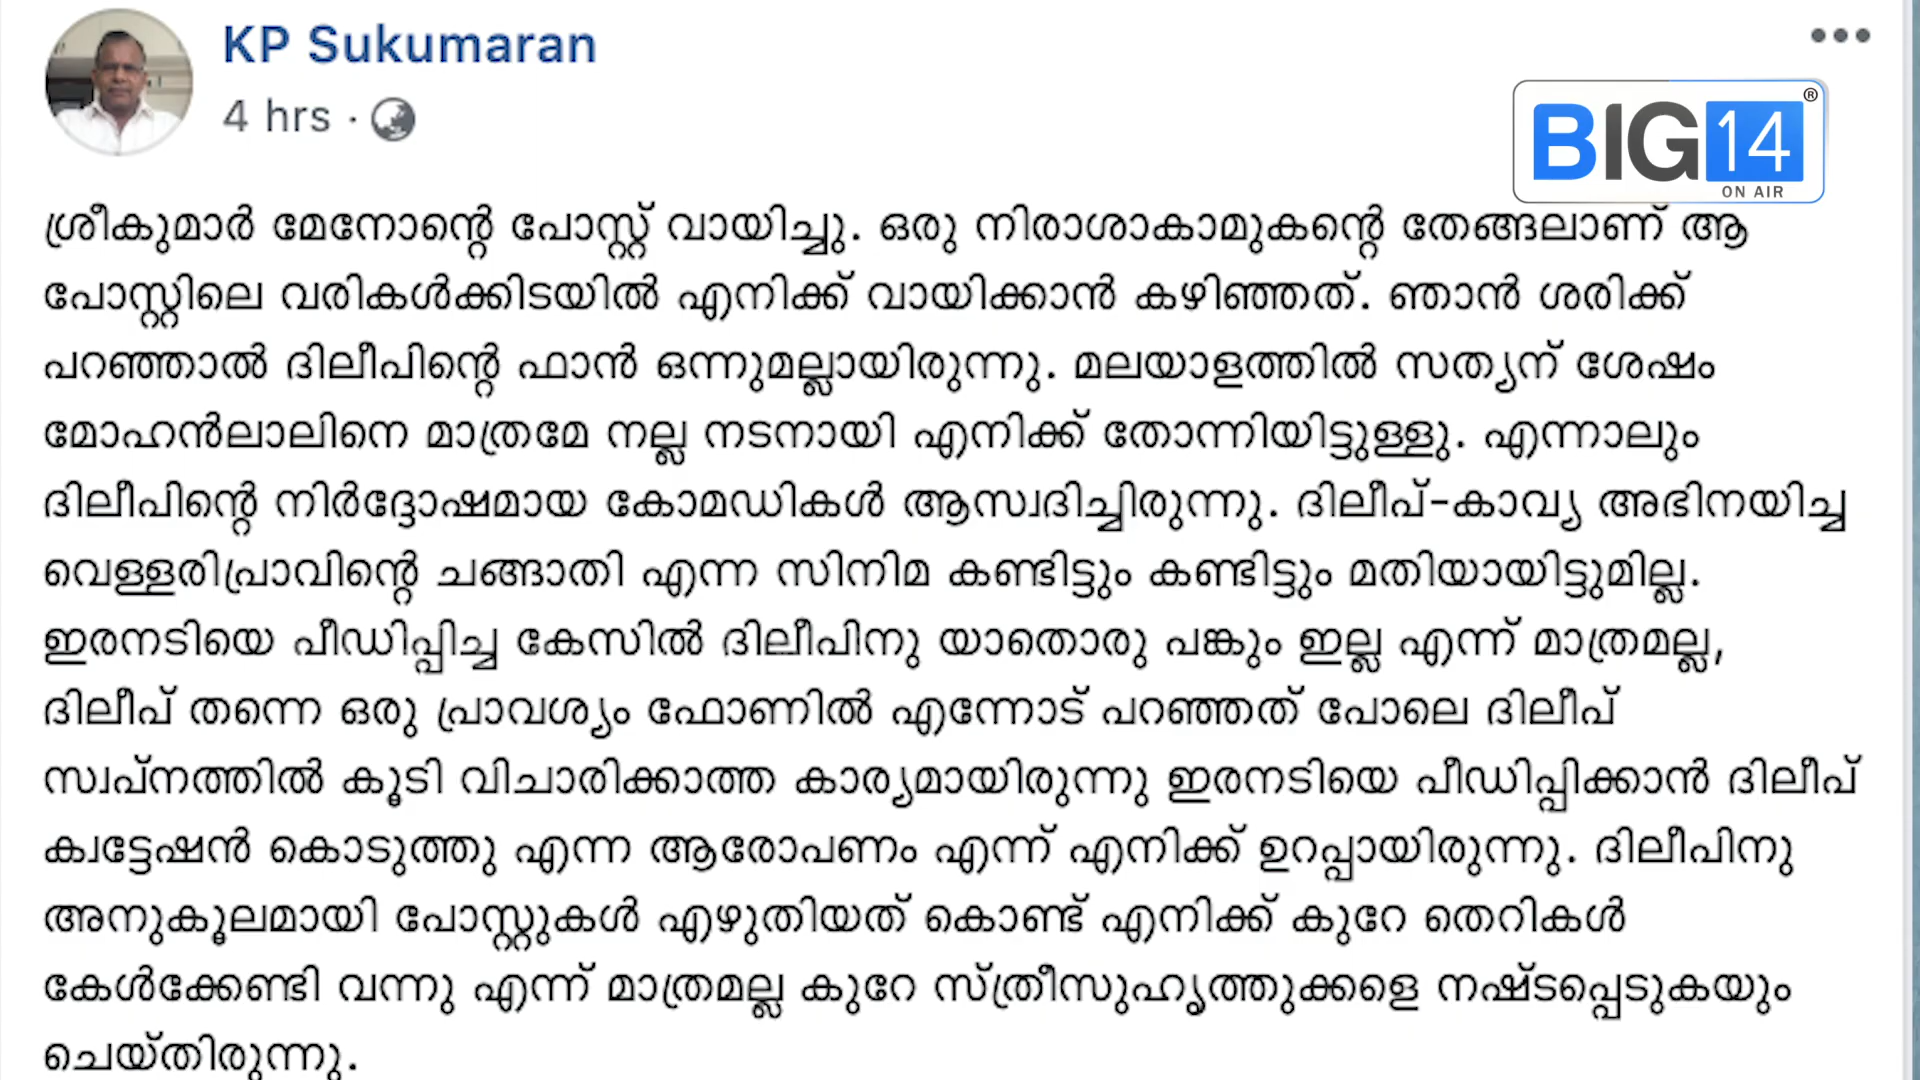 KP Sukumaran
4 hrs ·
BIG14®
ON AIR
ശ്രീകുമാർ മേനോന്റെ പോസ്റ്റ് വായിച്ചു. ഒരു നിരാശാകാമുകന്റെ തേങ്ങലാണ് ആ
പോസ്റ്റിലെ വരികൾക്കിടയിൽ എനിക്ക് വായിക്കാൻ കഴിഞ്ഞത്. ഞാൻ ശരിക്ക്
പറഞ്ഞാൽ ദിലീപിന്റെ ഫാൻ ഒന്നുമല്ലായിരുന്നു. മലയാളത്തിൽ സത്യന് ശേഷം
മോഹൻലാലിനെ മാത്രമേ നല്ല നടനായി എനിക്ക് തോന്നിയിട്ടുള്ളു. എന്നാലും
ദിലീപിന്റെ നിർദ്ദോഷമായ കോമഡികൾ ആസ്വദിച്ചിരുന്നു. ദിലീപ്-കാവ്യ അഭിനയിച്ച
വെള്ളരിപ്രാവിന്റെ ചങ്ങാതി എന്ന സിനിമ കണ്ടിട്ടും കണ്ടിട്ടും മതിയായിട്ടുമില്ല.
ഇരനടിയെ പീഡിപ്പിച്ച കേസിൽ ദിലീപിനു യാതൊരു പങ്കും ഇല്ല എന്ന് മാത്രമല്ല,
ദിലീപ് തന്നെ ഒരു പ്രാവശ്യം ഫോണിൽ എന്നോട് പറഞ്ഞത് പോലെ ദിലീപ്
സ്വപ്നത്തിൽ കൂടി വിചാരിക്കാത്ത കാര്യമായിരുന്നു ഇരനടിയെ പീഡിപ്പിക്കാൻ ദിലീപ്
ക്വട്ടേഷൻ കൊടുത്തു എന്ന ആരോപണം എന്ന് എനിക്ക് ഉറപ്പായിരുന്നു. ദിലീപിനു
അനുകൂലമായി പോസ്റ്റുകൾ എഴുതിയത് കൊണ്ട് എനിക്ക് കുറേ തെറികൾ
കേൾക്കേണ്ടി വന്നു എന്ന് മാത്രമല്ല കുറേ സ്ത്രീസുഹൃത്തുക്കളെ നഷ്ടപ്പെടുകയും
ചെയ്തിരുന്നു.